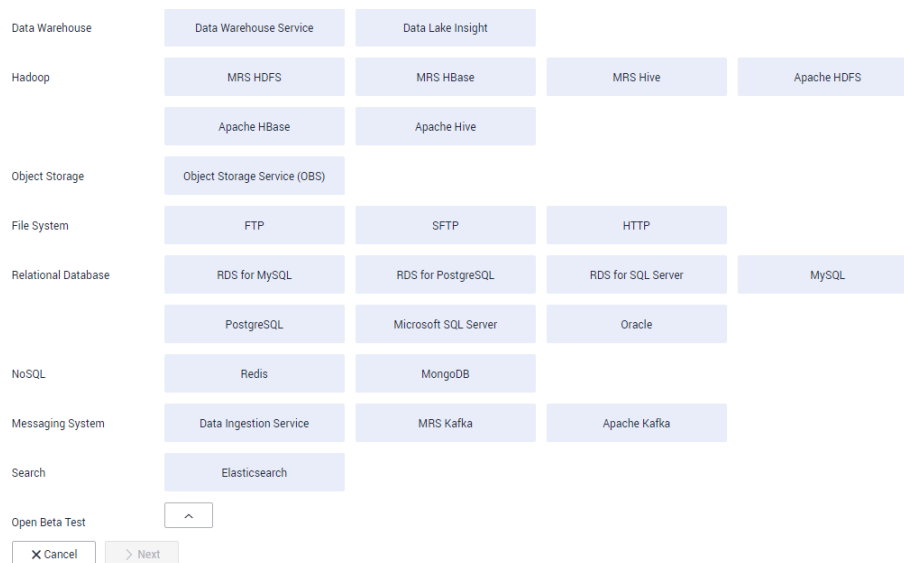 Data Warehouse Data Warehouse Service Data Lake Insight
Hadoop MRS HDFS MRS HBase MRS Hive Apache HDFS
Apache HBase Apache Hive
Object Storage Object Storage Service (OBS)
File System FTP SFTP HTTP
Relational Database RDS for MySQL RDS for PostgreSQL RDS for SQL Server MySQL
PostgreSQL Microsoft SQL Server Oracle
NoSQL Redis MongoDB
Messaging System Data Ingestion Service MRS Kafka Apache Kafka
Search Elasticsearch
Open Beta Test
Cancel Next